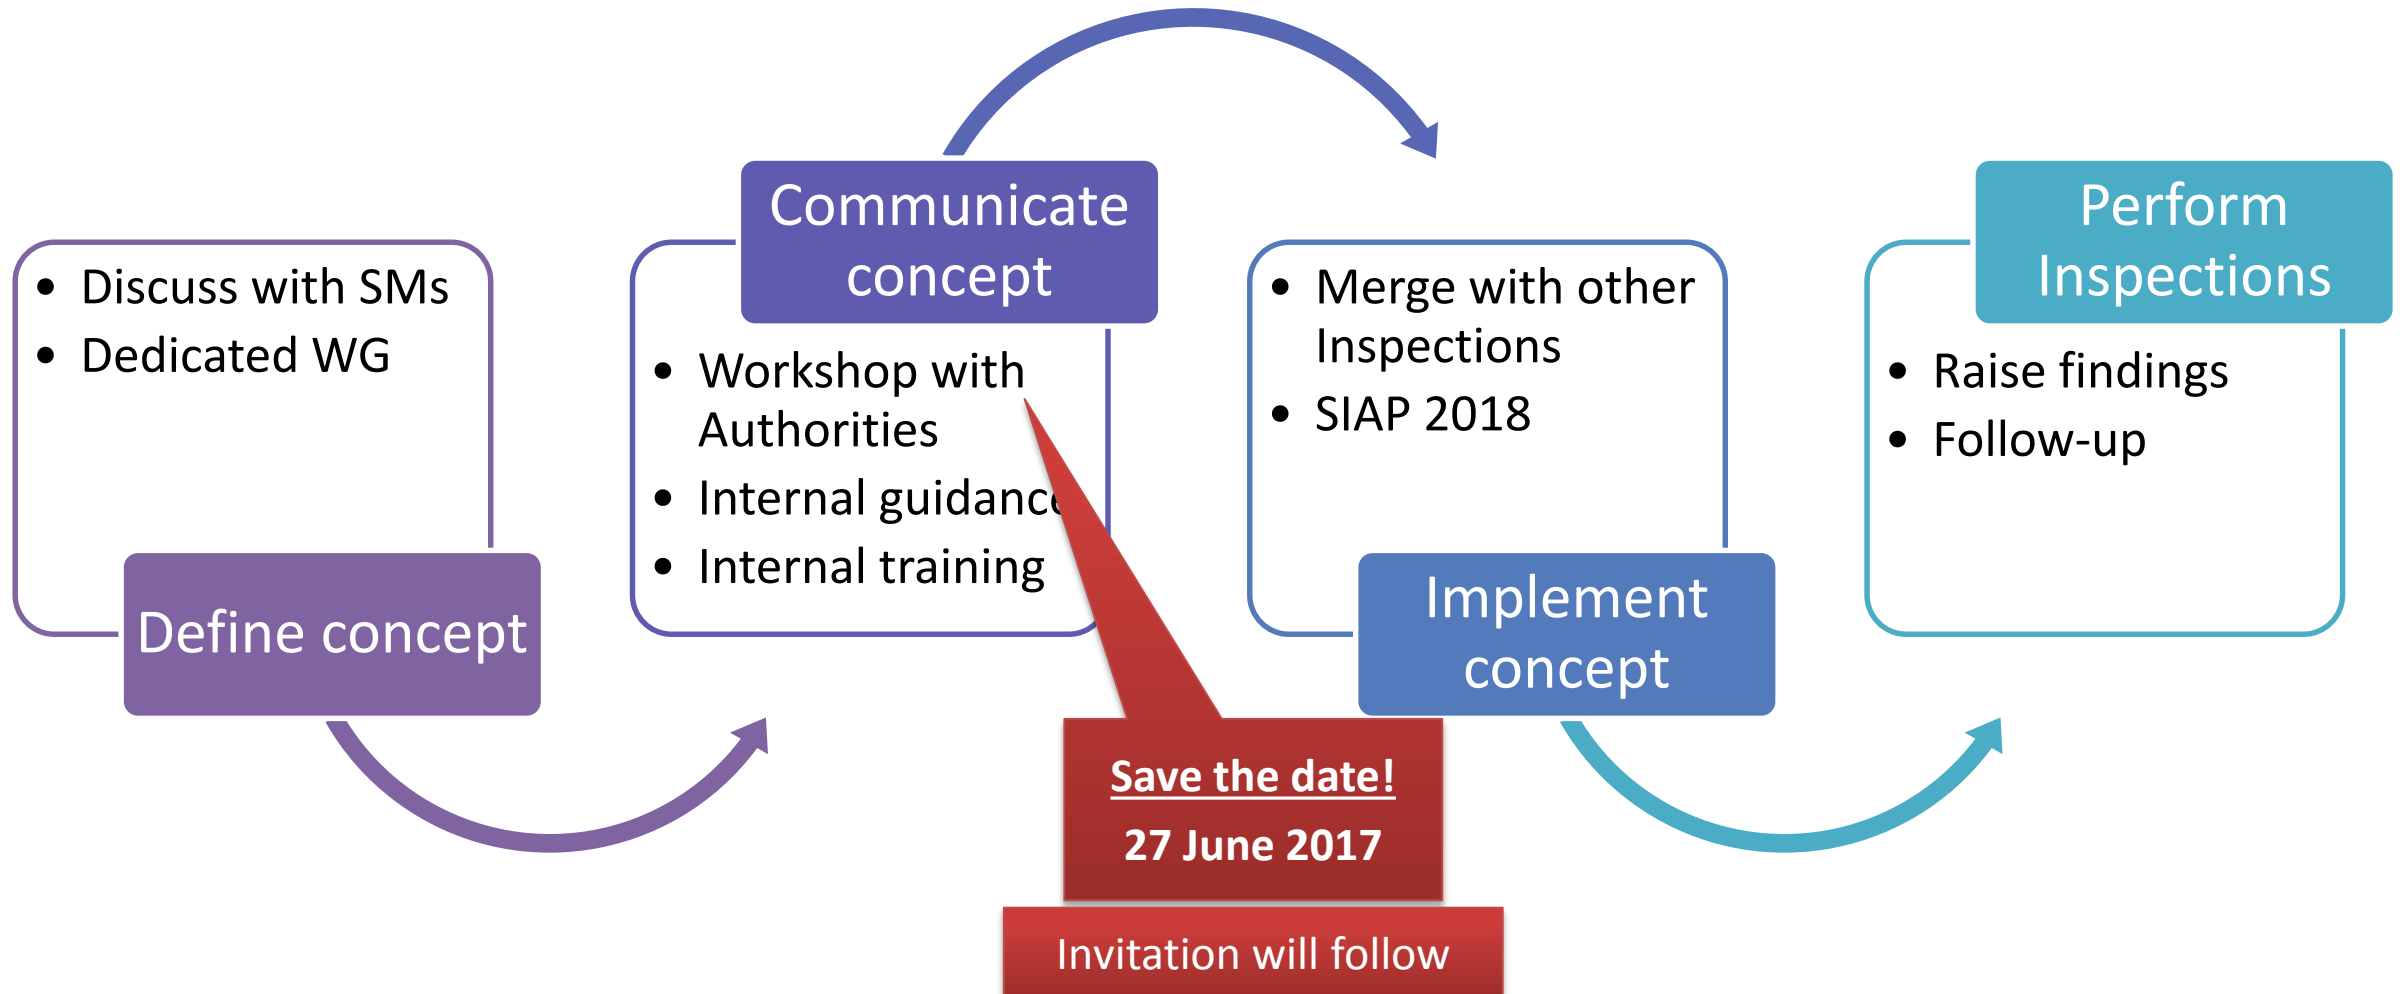 • Discuss with SMs
• Dedicated WG
Define concept
Communicate
concept
• Workshop with
Authorities
• Internal guidance
• Internal training
• Merge with other
Inspections
• SIAP 2018
Implement
concept
Perform
Inspections
• Raise findings
• Follow-up
Save the date!
27 June 2017
Invitation will follow